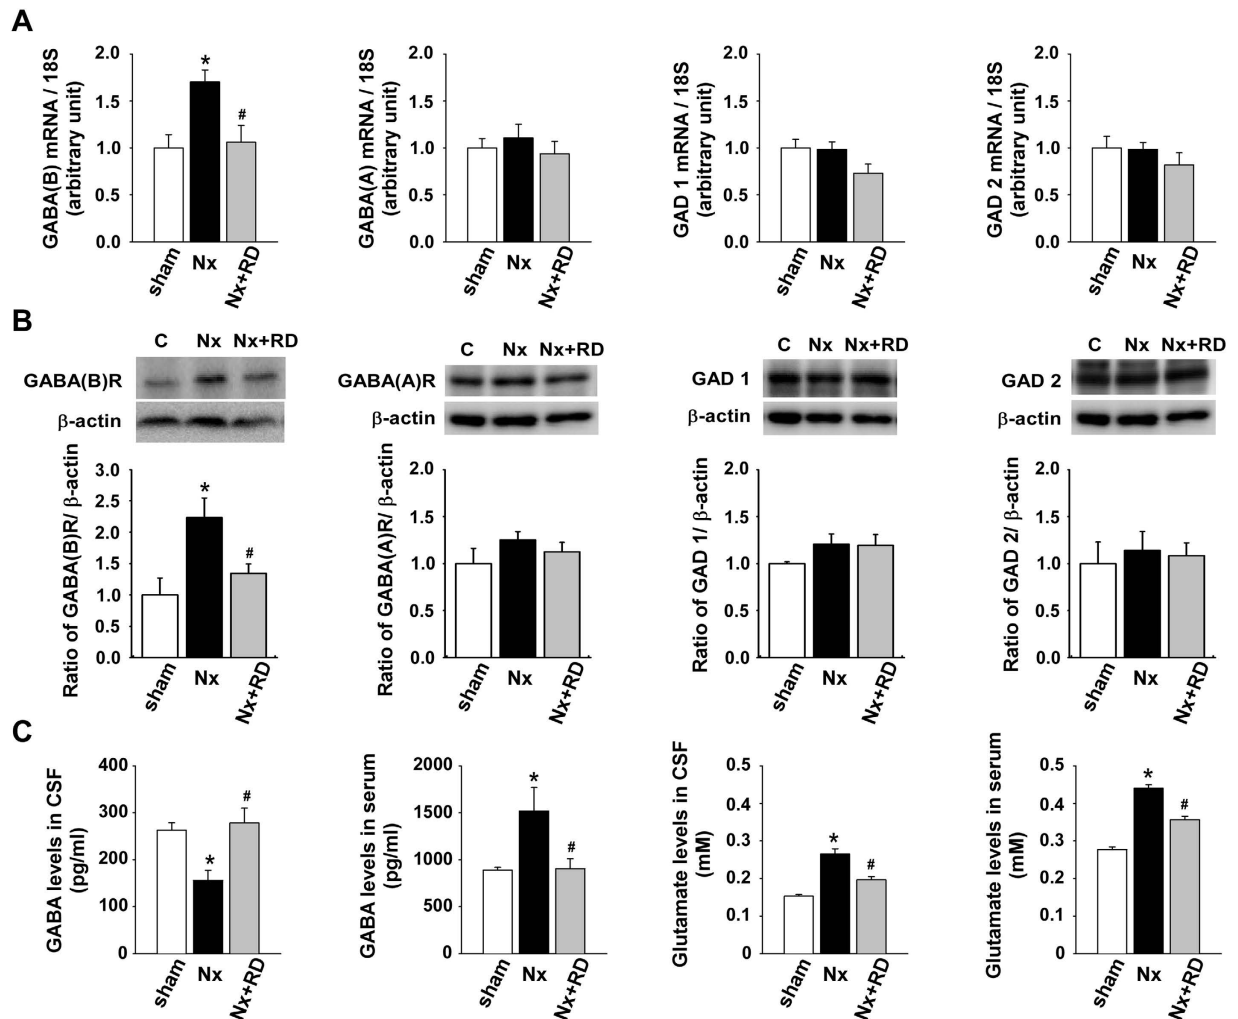 A
GABA(B) mRNA / 18S
(arbitrary unit)
2.0
1.5
1.0
0.5
0.0
*
#
sham
Nx
Nx+RD
GABA(A) mRNA / 18S
(arbitrary unit)
2.0
1.5
1.0
0.5
0.0
sham
Nx
Nx+RD
GAD 1 mRNA / 18S
(arbitrary unit)
2.0
1.5
1.0
0.5
0.0
sham
Nx
Nx+RD
GAD 2 mRNA / 18S
(arbitrary unit)
2.0
1.5
1.0
0.5
0.0
sham
Nx
Nx+RD
B
C Nx Nx+RD
GABA(B)R
β-actin
Ratio of GABA(B)R/ β-actin
3.0
2.5
2.0
1.5
1.0
0.5
0.0
*
#
sham
Nx
Nx+RD
C Nx Nx+RD
GABA(A)R
β-actin
Ratio of GABA(A)R/ β-actin
2.0
1.5
1.0
0.5
0.0
sham
Nx
Nx+RD
C Nx Nx+RD
GAD 1
β-actin
Ratio of GAD 1/ β-actin
2.0
1.5
1.0
0.5
0.0
sham
Nx
Nx+RD
C Nx Nx+RD
GAD 2
β-actin
Ratio of GAD 2/ β-actin
2.0
1.5
1.0
0.5
0.0
sham
Nx
Nx+RD
C
GABA levels in CSF
(pg/ml)
400
300
200
100
0
*
#
sham
Nx
Nx+RD
GABA levels in serum
(pg/ml)
2000
1500
1000
500
0
*
#
sham
Nx
Nx+RD
Glutamate levels in CSF
(mM)
0.5
0.4
0.3
0.2
0.1
0
*
#
sham
Nx
Nx+RD
Glutamate levels in serum
(mM)
0.5
0.4
0.3
0.2
0.1
0
*
#
sham
Nx
Nx+RD